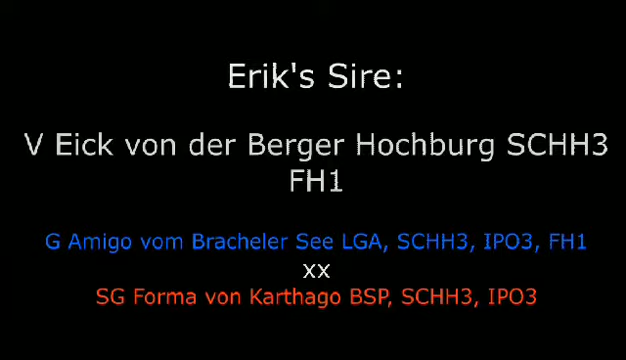 Erik's Sire:
V Eick von der Berger Hochburg SCHH3
FH1
G Amigo vom Bracheler See LGA, SCHH3, IPO3, FH1
xx
SG Forma von Karthago BSP, SCHH3, IPO3